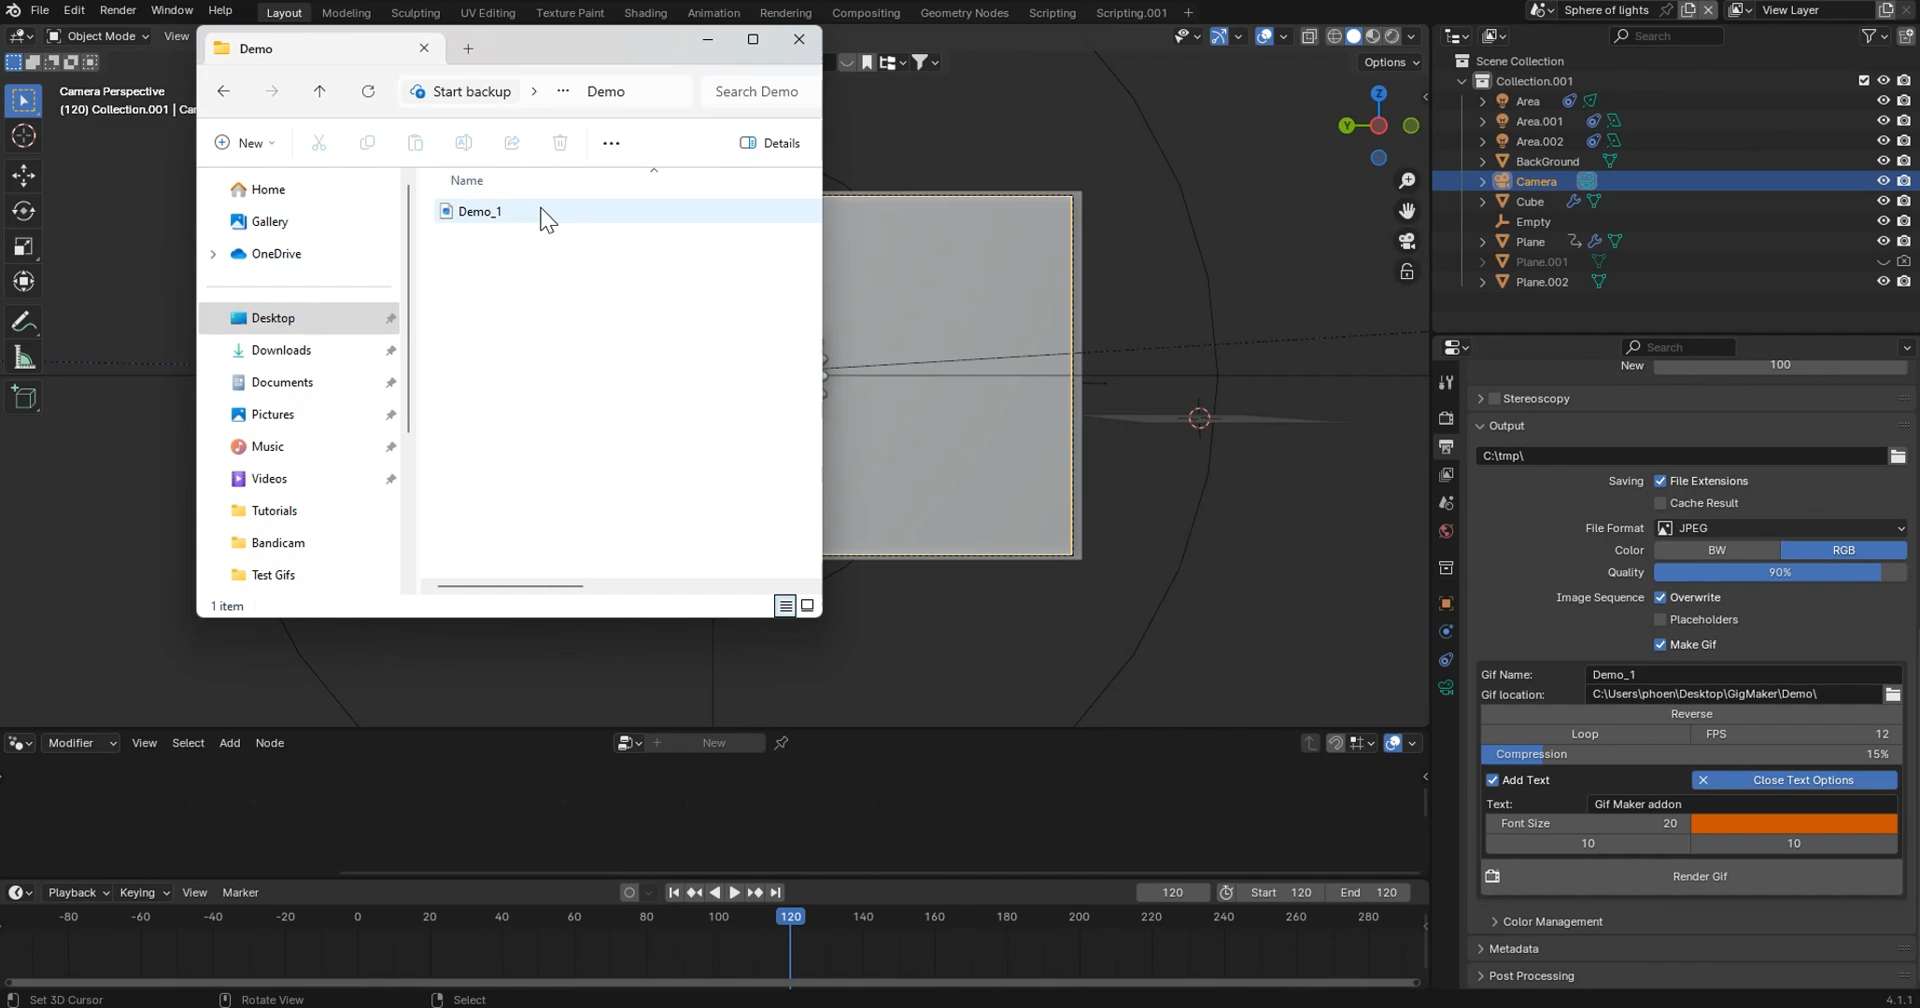 File Edit Render Window Help Layout Modeling Sculpting UV Editing Texture Paint Shading Animation Rendering Compositing Geometry Nodes Scripting Scripting.001 + Sphere of lights View Layer
Object Mode View Search
Options
Camera Perspective
(120) Collection.001 | Ca
Demo
Start backup > ... Demo Search Demo
New Details
Name
Demo_1
Home
Gallery
OneDrive
Desktop
Downloads
Documents
Pictures
Music
Videos
Tutorials
Bandicam
Test Gifs
1 item
Z
Y
Scene Collection
Collection.001
Area
Area.001
Area.002
BackGround
Camera
Cube
Empty
Plane
Plane.001
Plane.002
Search
New 100
Stereoscopy
Output
C:\tmp\
Saving File Extensions
Cache Result
File Format JPEG
Color BW RGB
Quality 90%
Image Sequence Overwrite
Placeholders
Make Gif
Gif Name: Demo_1
Gif location: C:\Users\phoen\Desktop\GigMaker\Demo\
Reverse
Loop FPS 12
Compression 15%
Add Text Close Text Options
Text: Gif Maker addon
Font Size 20
10 10
Render Gif
Color Management
Metadata
Post Processing
Modifier View Select Add Node New
Playback Keying View Marker 120 Start 120 End 120
-80 -60 -40 -20 0 20 40 60 80 100 120 140 160 180 200 220 240 260 280
Set 3D Cursor Rotate View Select 4.1.1